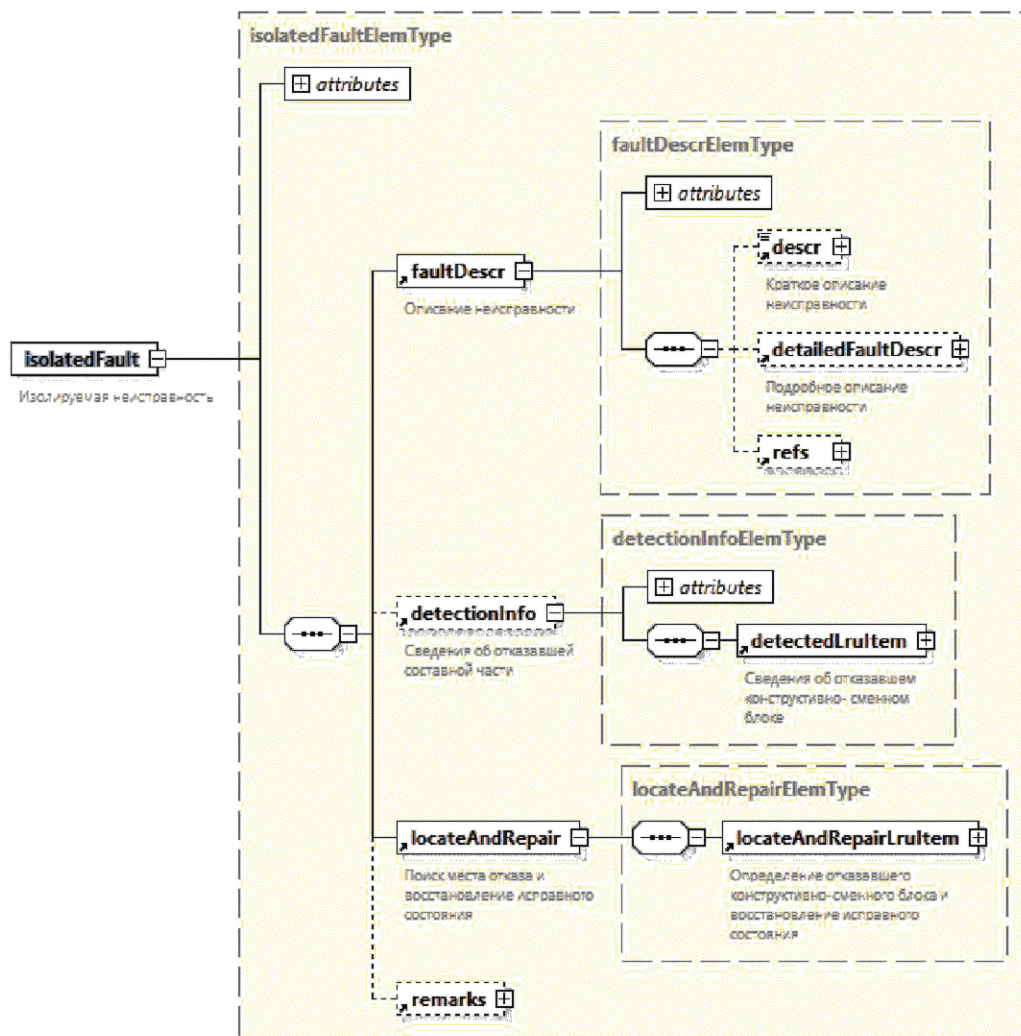 isolatedFaultElemType
attributes
faultDescrElemType
attributes
faultDescr
Описание неисправности
descr
Краткое описание
неисправности
detailedFaultDescr
Подробное описание
неисправности
refs
isolatedFault
Изолируемая неисправность
detectionInfoElemType
attributes
detectionInfo
Сведения об отказавшей
составной части
detectedLruItem
Сведения об отказавшем
конструктивно- сменном
блоке
locateAndRepairElemType
locateAndRepair
Поиск места отказа и
восстановление исправного
состояния
locateAndRepairLruItem
Определение отказавшего
конструктивно-сменного блока и
восстановление исправного
состояния
remarks